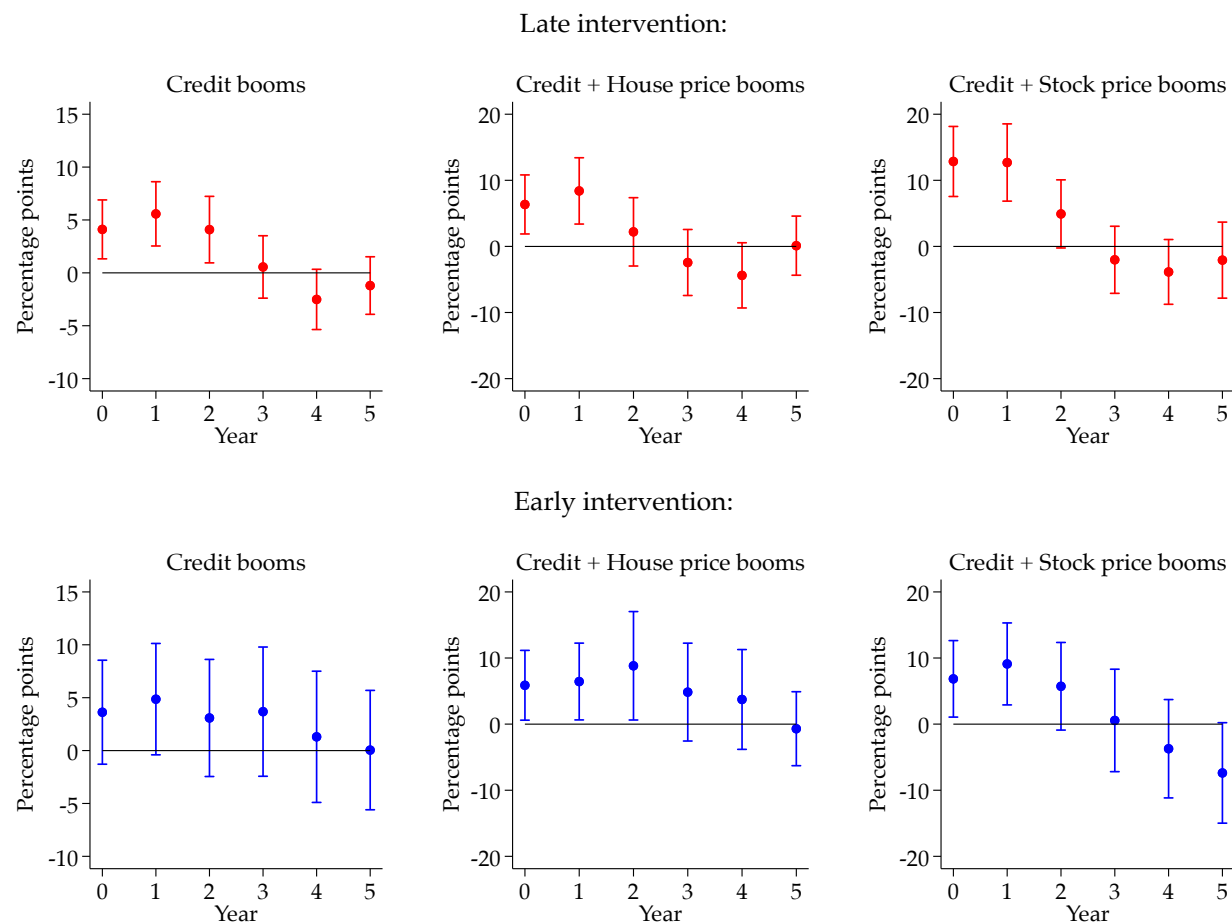 Late intervention:
Credit booms
Percentage points
15
10
5
0
-5
-10
0 1 2 3 4 5
Year
Credit + House price booms
Percentage points
20
10
0
-10
-20
0 1 2 3 4 5
Year
Credit + Stock price booms
Percentage points
20
10
0
-10
-20
0 1 2 3 4 5
Year
Early intervention:
Credit booms
Percentage points
15
10
5
0
-5
-10
0 1 2 3 4 5
Year
Credit + House price booms
Percentage points
20
10
0
-10
-20
0 1 2 3 4 5
Year
Credit + Stock price booms
Percentage points
20
10
0
-10
-20
0 1 2 3 4 5
Year